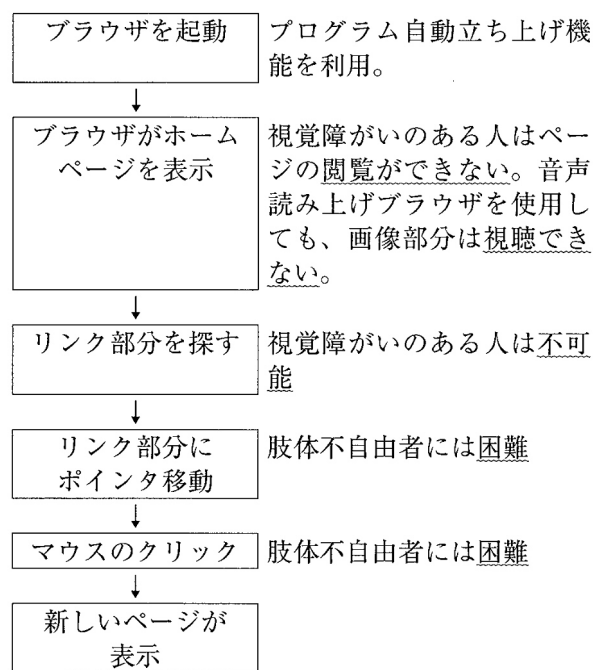 ブラウザを起動
プログラム自動立ち上げ機
能を利用。
ブラウザがホーム
ページを表示
視覚障がいのある人はペー
ジの閲覧ができない。音声
読み上げブラウザを使用し
ても、画像部分は視聴でき
ない。
リンク部分を探す
視覚障がいのある人は不可
能
リンク部分に
ポインタ移動
肢体不自由者には困難
マウスのクリック
肢体不自由者には困難
新しいページが
表示